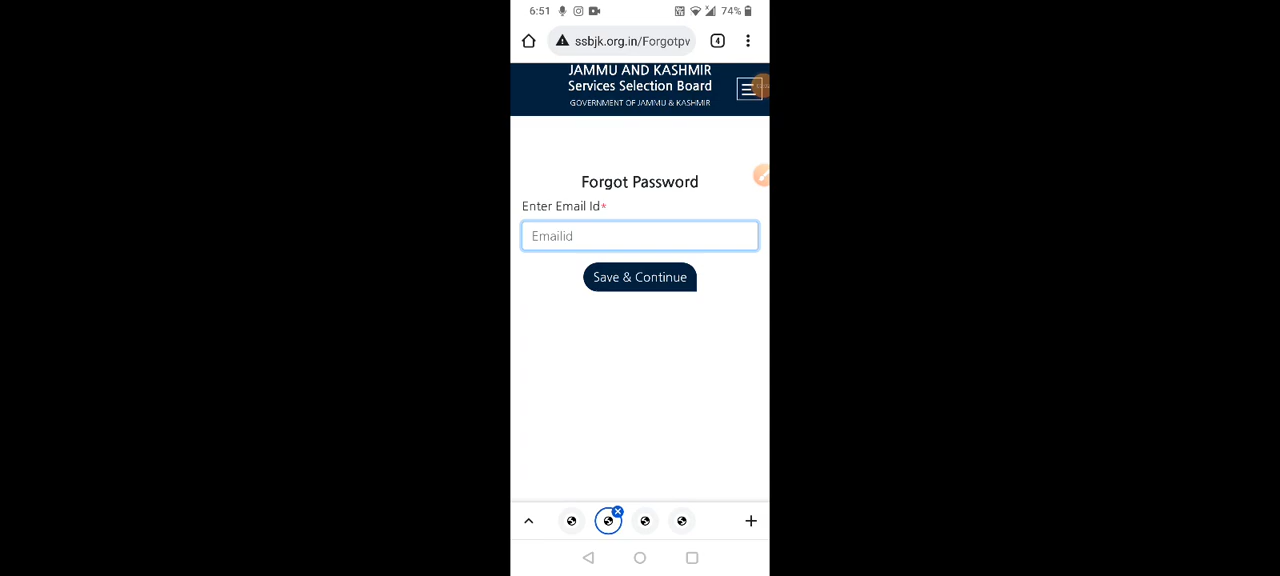 6:51
74%
ssbjk.org.in/Forgotpv
4
JAMMU AND KASHMIR
Services Selection Board
GOVERNMENT OF JAMMU & KASHMIR
Forgot Password
Enter Email Id*
Emailid
Save & Continue